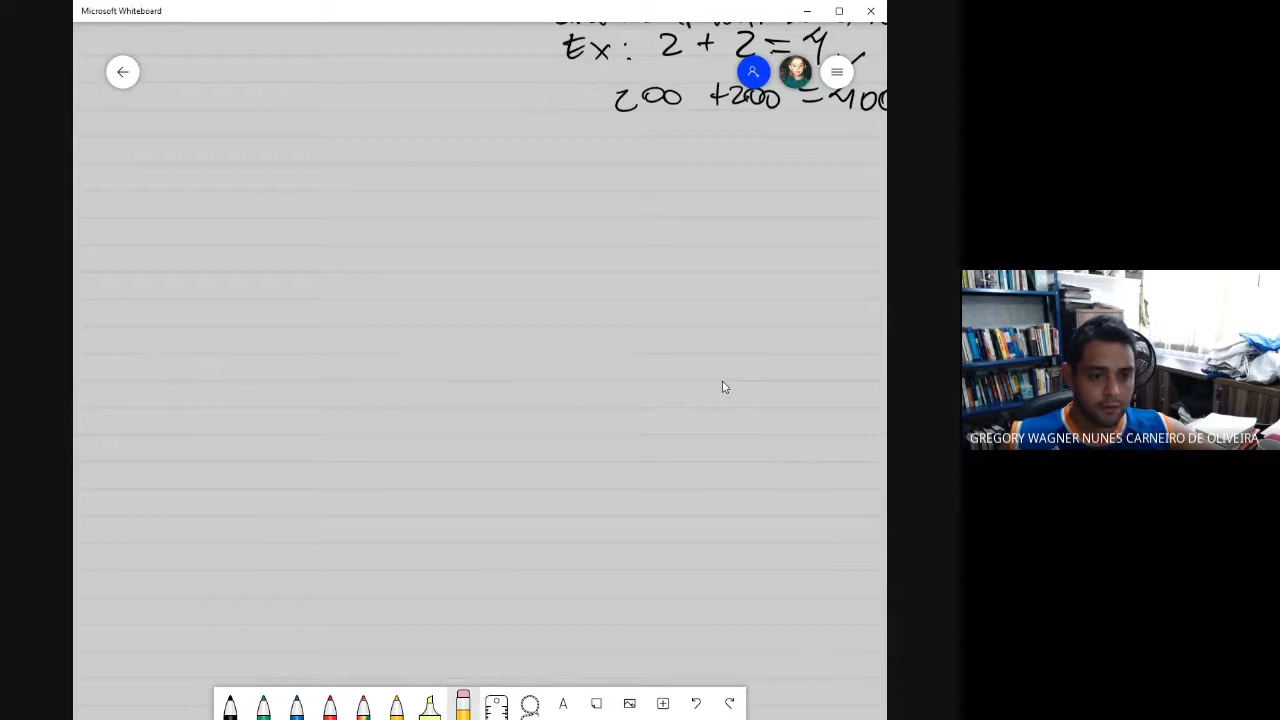 Microsoft Whiteboard
Ex: 2 + 2 = 4
200 +200 = 400
A
GREGORY WAGNER NUNES CARNEIRO DE OLIVEIRA